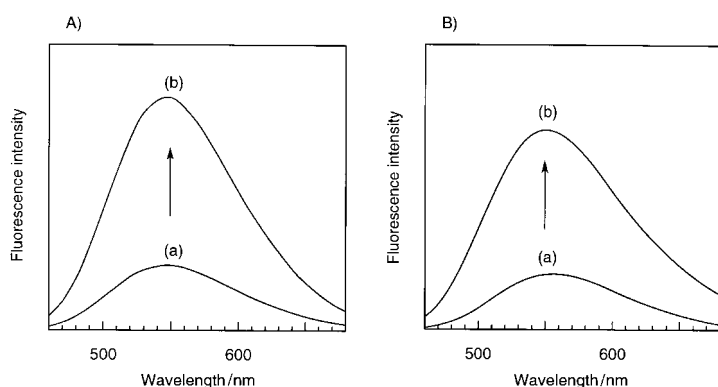 A)
(b)
(a)
Fluorescence intensity
500 600
Wavelength/nm
B)
(b)
(a)
Fluorescence intensity
500 600
Wavelength/nm